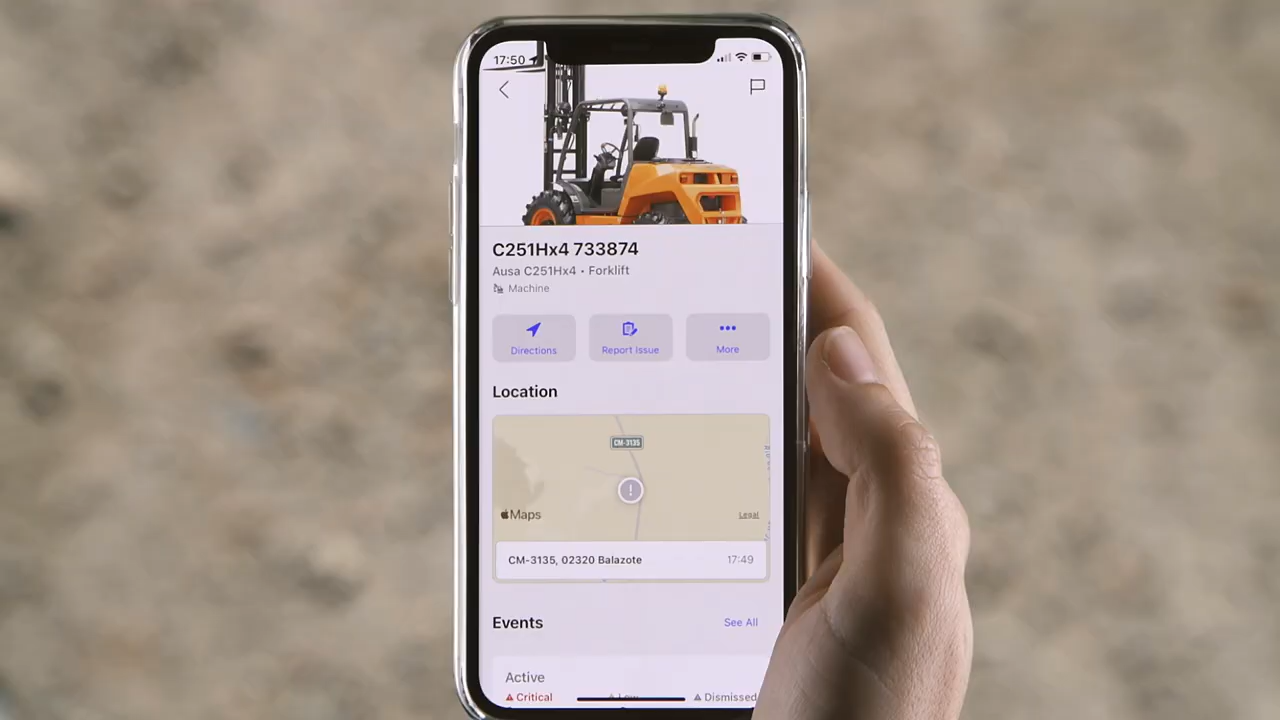 17:50
C251Hx4 733874
Ausa C251Hx4 • Forklift
Machine
Directions
Report Issue
More
Location
CM-3135
Maps
Legal
CM-3135, 02320 Balazote
17:49
Events
See All
Active
Critical
Low
Dismissed